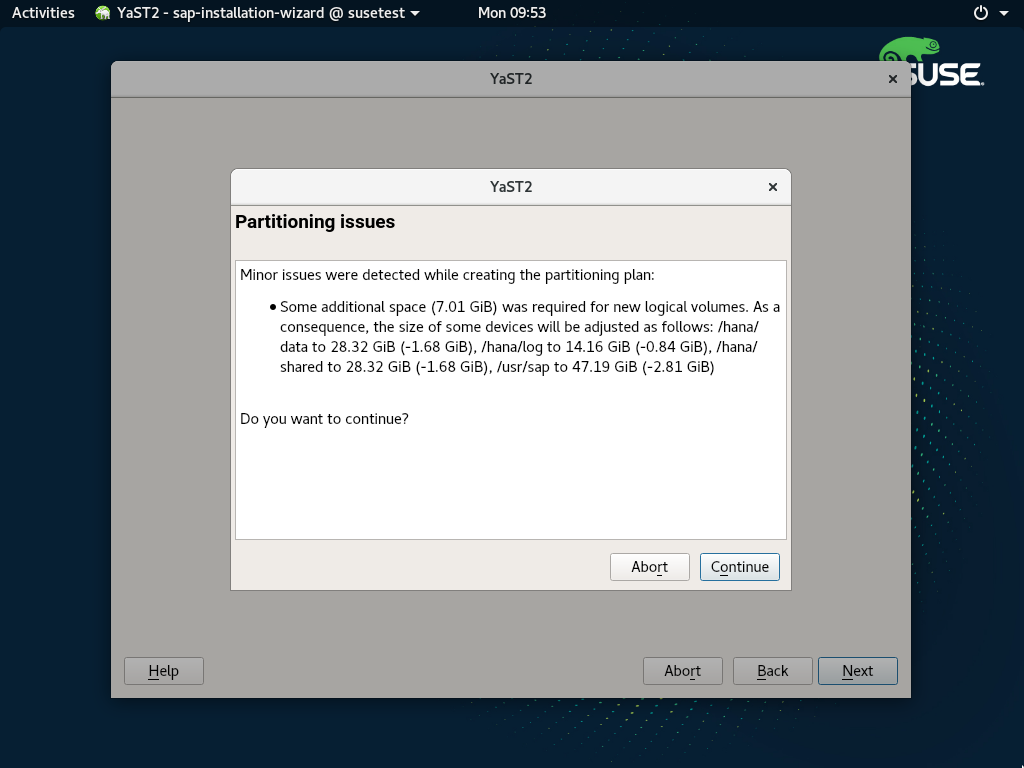 Activities YaST2 - sap-installation-wizard @ susetest Mon 09:53
SUSE
YaST2
YaST2
Partitioning issues
Minor issues were detected while creating the partitioning plan:
• Some additional space (7.01 GiB) was required for new logical volumes. As a
consequence, the size of some devices will be adjusted as follows: /hana/
data to 28.32 GiB (-1.68 GiB), /hana/log to 14.16 GiB (-0.84 GiB), /hana/
shared to 28.32 GiB (-1.68 GiB), /usr/sap to 47.19 GiB (-2.81 GiB)
Do you want to continue?
Abort Continue
Help Abort Back Next